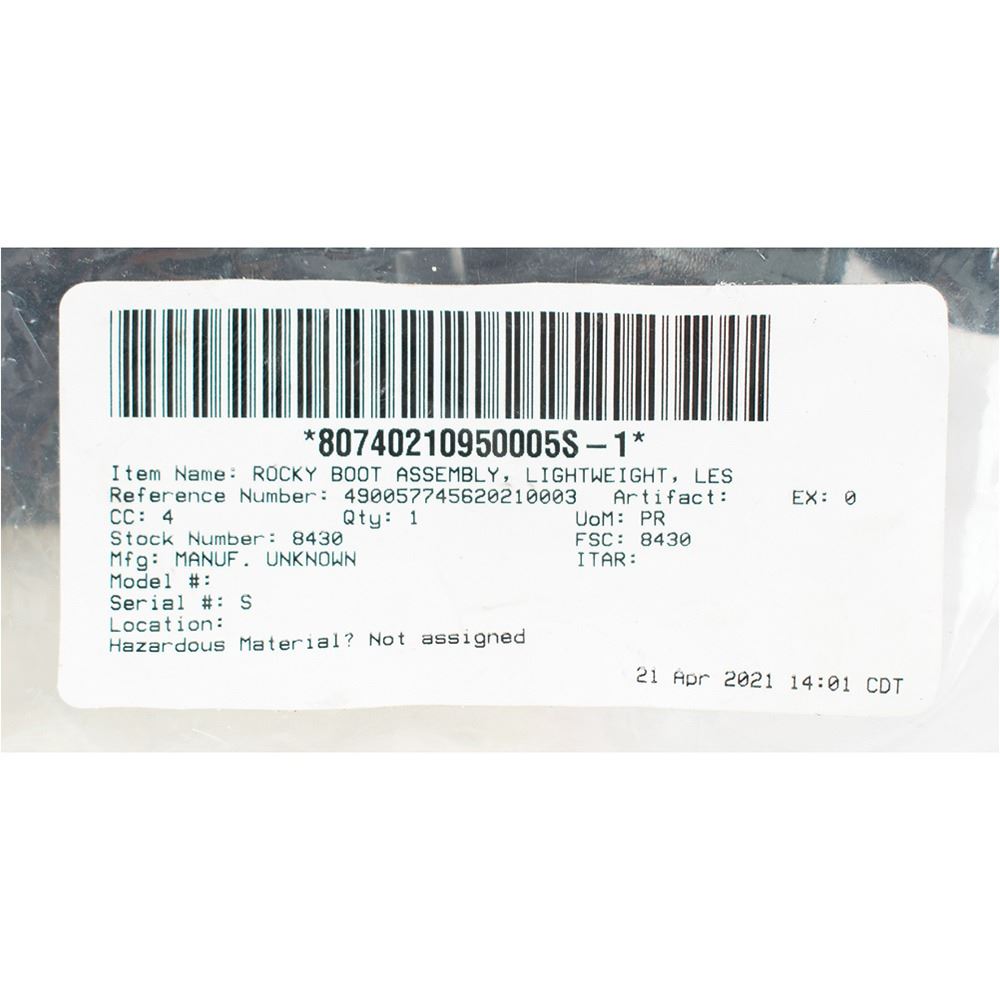 *80740210950005S-1*
Item Name: ROCKY BOOT ASSEMBLY, LIGHTWEIGHT, LES
Reference Number: 490057745620210003 Artifact: EX: 0
CC: 4 Qty: 1 UoM: PR
Stock Number: 8430 FSC: 8430
Mfg: MANUF. UNKNOWN ITAR:
Model #:
Serial #: S
Location:
Hazardous Material? Not assigned
21 Apr 2021 14:01 CDT